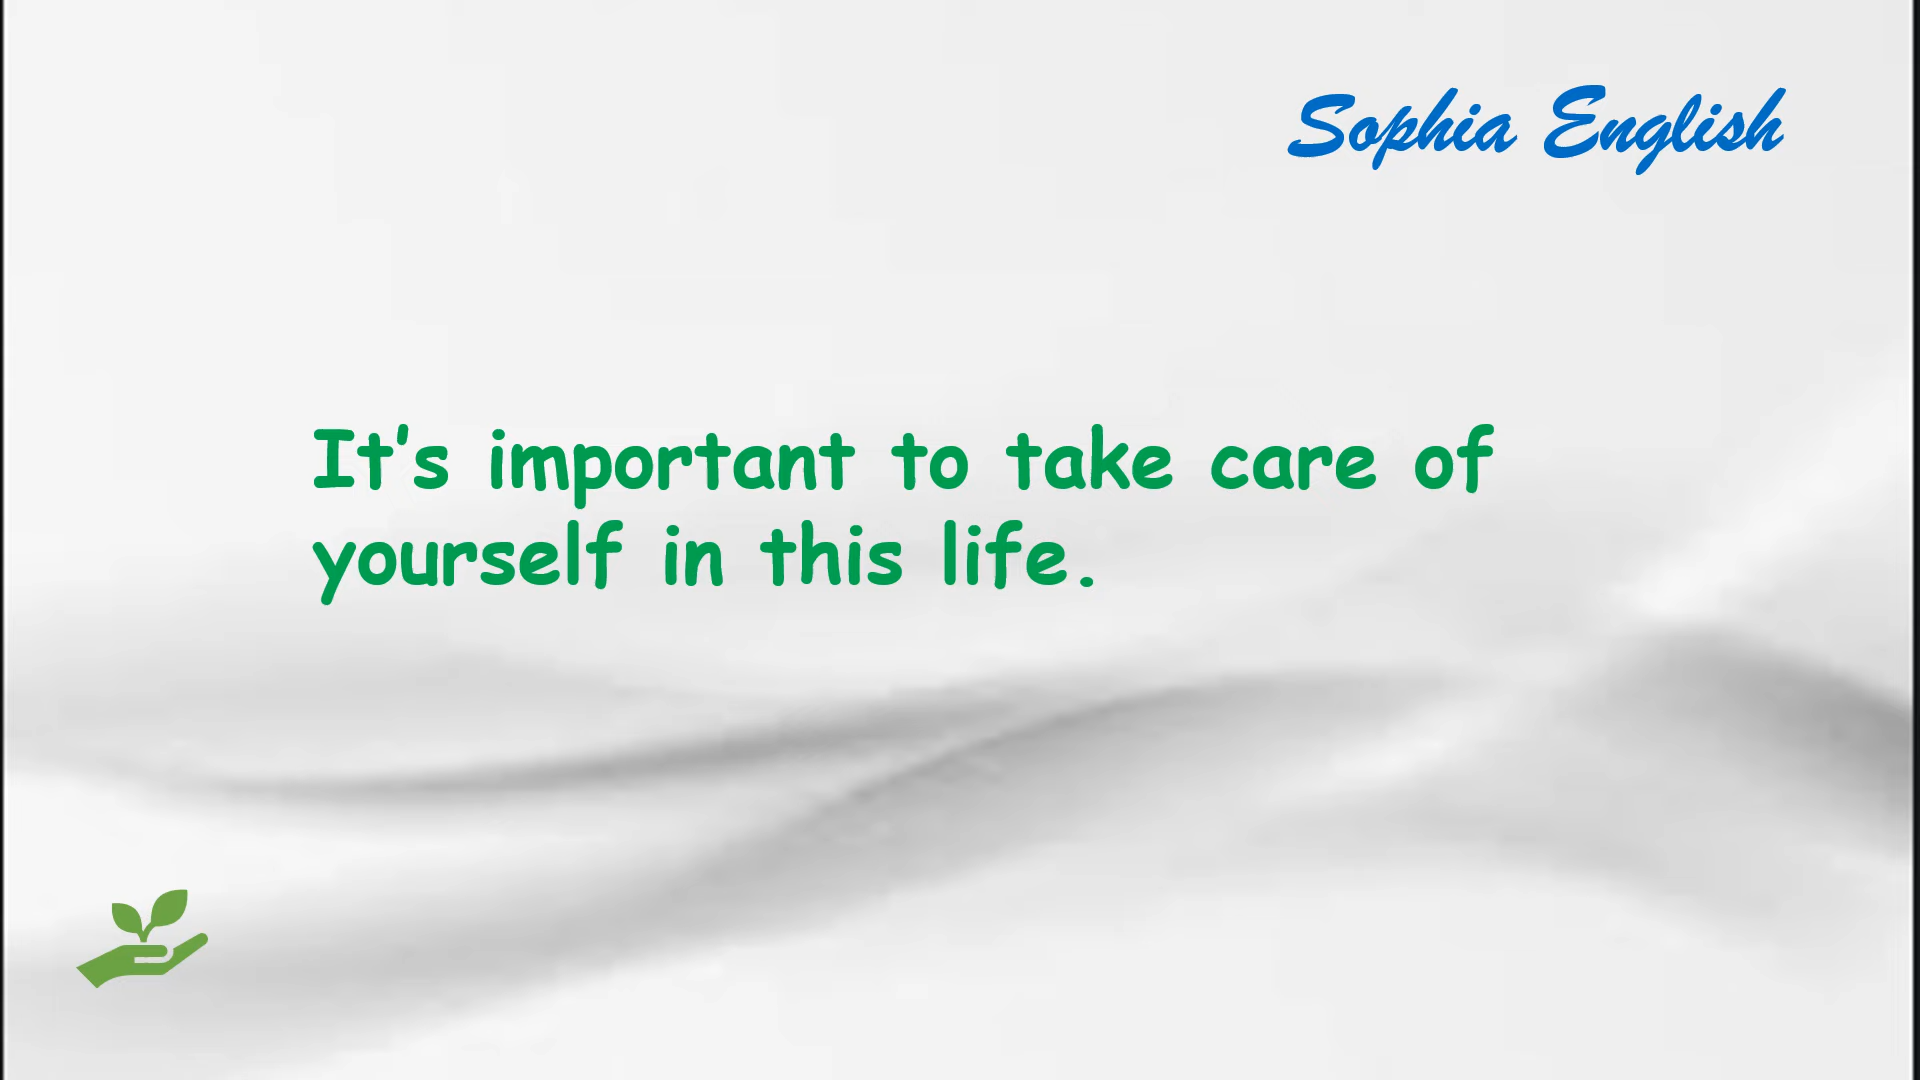 Sophia English
It's important to take care of
yourself in this life.